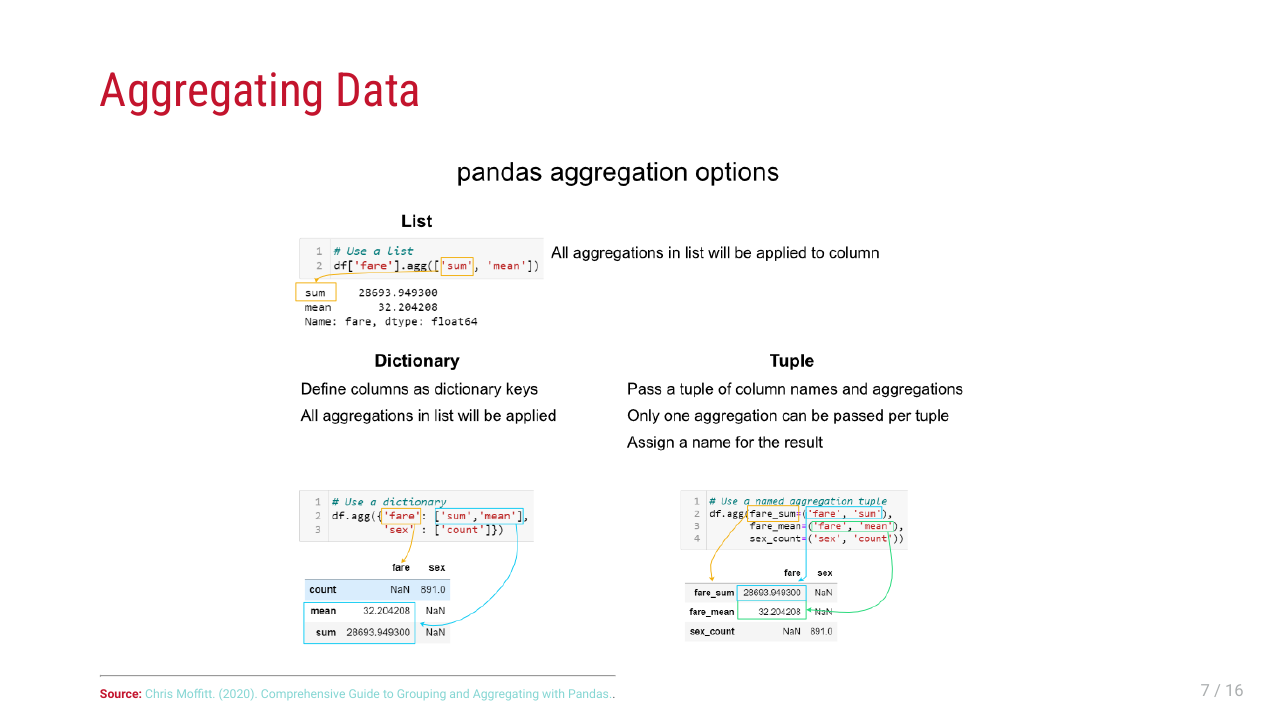 Aggregating Data
pandas aggregation options
List
1 # Use a list
2 df['fare'].agg(['sum', 'mean'])
All aggregations in list will be applied to column
sum 28693.949300
mean 32.204208
Name: fare, dtype: float64
Dictionary
Define columns as dictionary keys
All aggregations in list will be applied
Tuple
Pass a tuple of column names and aggregations
Only one aggregation can be passed per tuple
Assign a name for the result
1 # Use a dictionary
2 df.agg({'fare': ['sum','mean'],
3 'sex' : ['count']})
fare sex
count NaN 891.0
mean 32.204208 NaN
sum 28693.949300 NaN
1 # Use a named aggregation tuple
2 df.agg(fare_sum=('fare', 'sum'),
3 fare_mean=('fare', 'mean'),
4 sex_count=('sex', 'count'))
fare sex
fare_sum 28693.949300 NaN
fare_mean 32.204208 NaN
sex_count NaN 891.0
Source: Chris Moffitt. (2020). Comprehensive Guide to Grouping and Aggregating with Pandas..
7 / 16